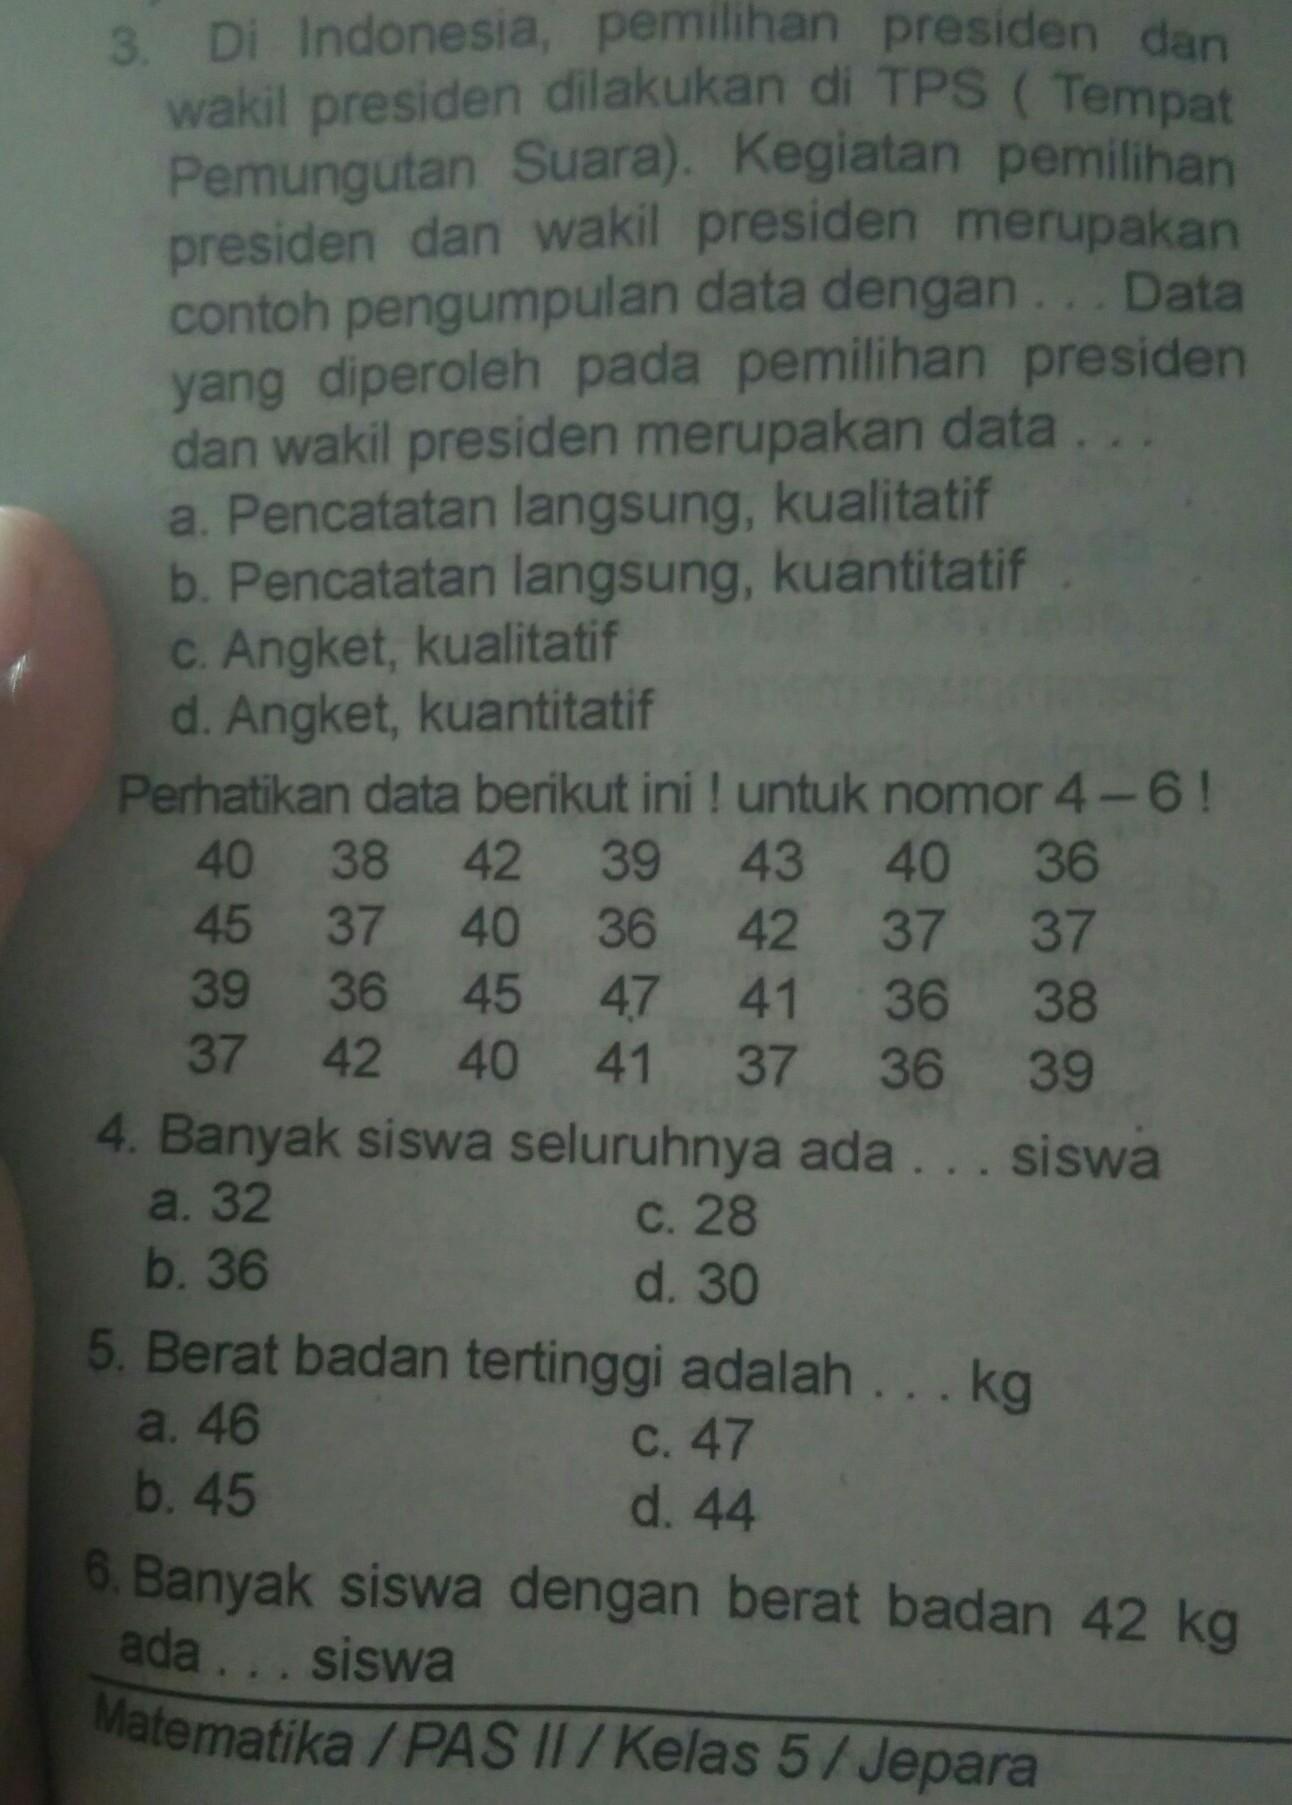 3. Di Indonesia, pemilihan presiden dan
wakil presiden dilakukan di TPS ( Tempat
Pemungutan Suara). Kegiatan pemilihan
presiden dan wakil presiden merupakan
contoh pengumpulan data dengan . . . Data
yang diperoleh pada pemilihan presiden
dan wakil presiden merupakan data . . .
a. Pencatatan langsung, kualitatif
b. Pencatatan langsung, kuantitatif
c. Angket, kualitatif
d. Angket, kuantitatif
Perhatikan data berikut ini ! untuk nomor 4 – 6 !
40 38 42 39 43 40 36
45 37 40 36 42 37 37
39 36 45 47 41 36 38
37 42 40 41 37 36 39
4. Banyak siswa seluruhnya ada . . . siswa
a. 32 c. 28
b. 36 d. 30
5. Berat badan tertinggi adalah . . . kg
a. 46 c. 47
b. 45 d. 44
6. Banyak siswa dengan berat badan 42 kg
ada . . . siswa
Matematika / PAS II / Kelas 5 / Jepara